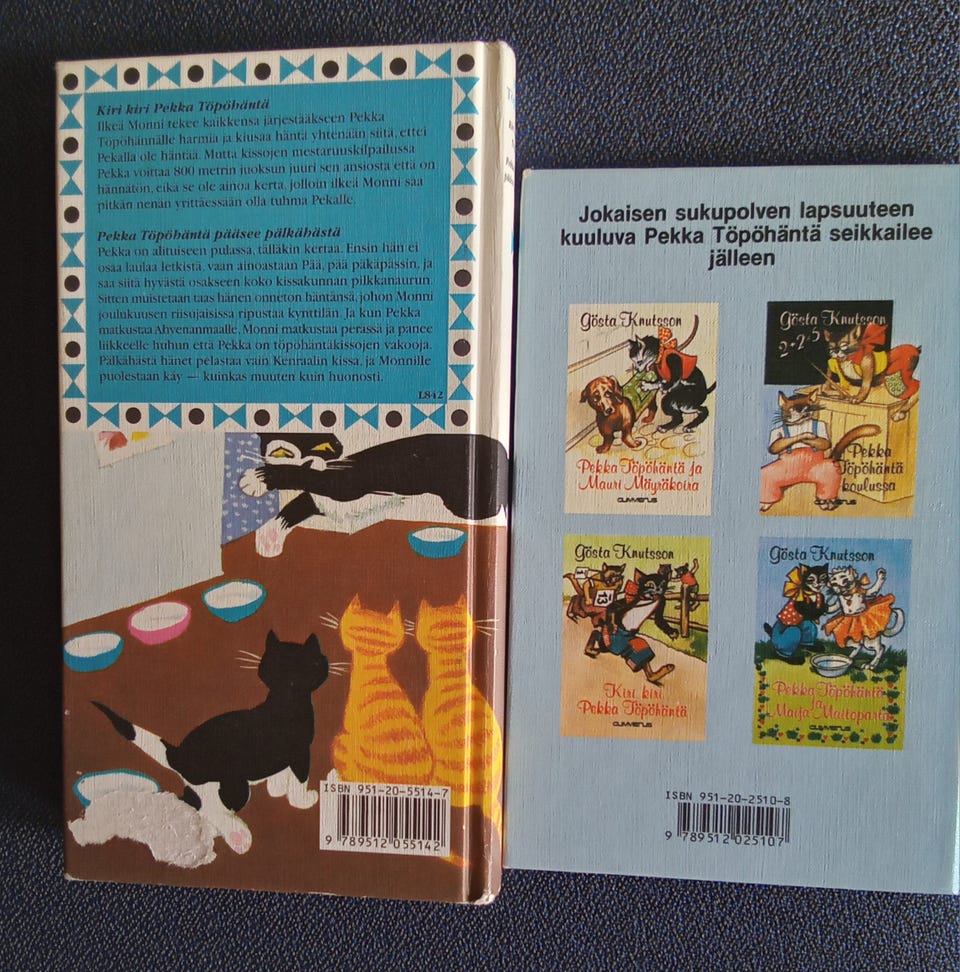 Kiri kiri Pekka Töpöhäntä
Ilkeä Monni tekee kaikkensa järjestääkseen Pekka
Töpöhännälle harmia ja kiusaa häntä yhtenään siitä, ettei
Pekalla ole häntää. Mutta kissojen mestaruuskilpailussa
Pekka voittaa 800 metrin juoksun juuri sen ansiosta että on
hännätön, eikä se ole ainoa kerta, jolloin ilkeä Monni saa
pitkän nenän yrittäessään olla tuhma Pekalle.
Pekka Töpöhäntä pääsee pälkähästä
Pekka on alituiseen pulassa, tälläkin kertaa. Ensin hän ei
osaa laulaa letkistä, vaan ainoastaan Pää, pää päkäpässin, ja
saa siitä hyvästä osakseen koko kissakunnan pilkkanaurun.
Sitten muistetaan taas hänen onneton häntänsä, johon Monni
joulukuusen riisujaisissa ripustaa kynttilän. Ja kun Pekka
matkustaa Ahvenanmaalle, Monni matkustaa perässä ja panee
liikkeelle huhun että Pekka on töpöhäntäkissojen vakooja.
Pälkähästä hänet pelastaa vain Kenraalin kissa, ja Monnille
puolestaan käy — kuinkas muuten kuin huonosti.
L842
ISBN 951-20-5514-7
9 789512 055142
Jokaisen sukupolven lapsuuteen
kuuluva Pekka Töpöhäntä seikkailee
jälleen
Gösta Knutsson
Pekka Töpöhäntä ja
Mauri Mäyräkoira
GUMMERUS
Gösta Knutsson
2+2=5
Pekka
Töpöhäntä
koulussa
GUMMERUS
Gösta Knutsson
13
Kiri, kiri,
Pekka Töpöhäntä
GUMMERUS
Gösta Knutsson
Pekka Töpöhäntä
ja
Maija Maitoparta
GUMMERUS
ISBN 951-20-2510-8
9 789512 025107